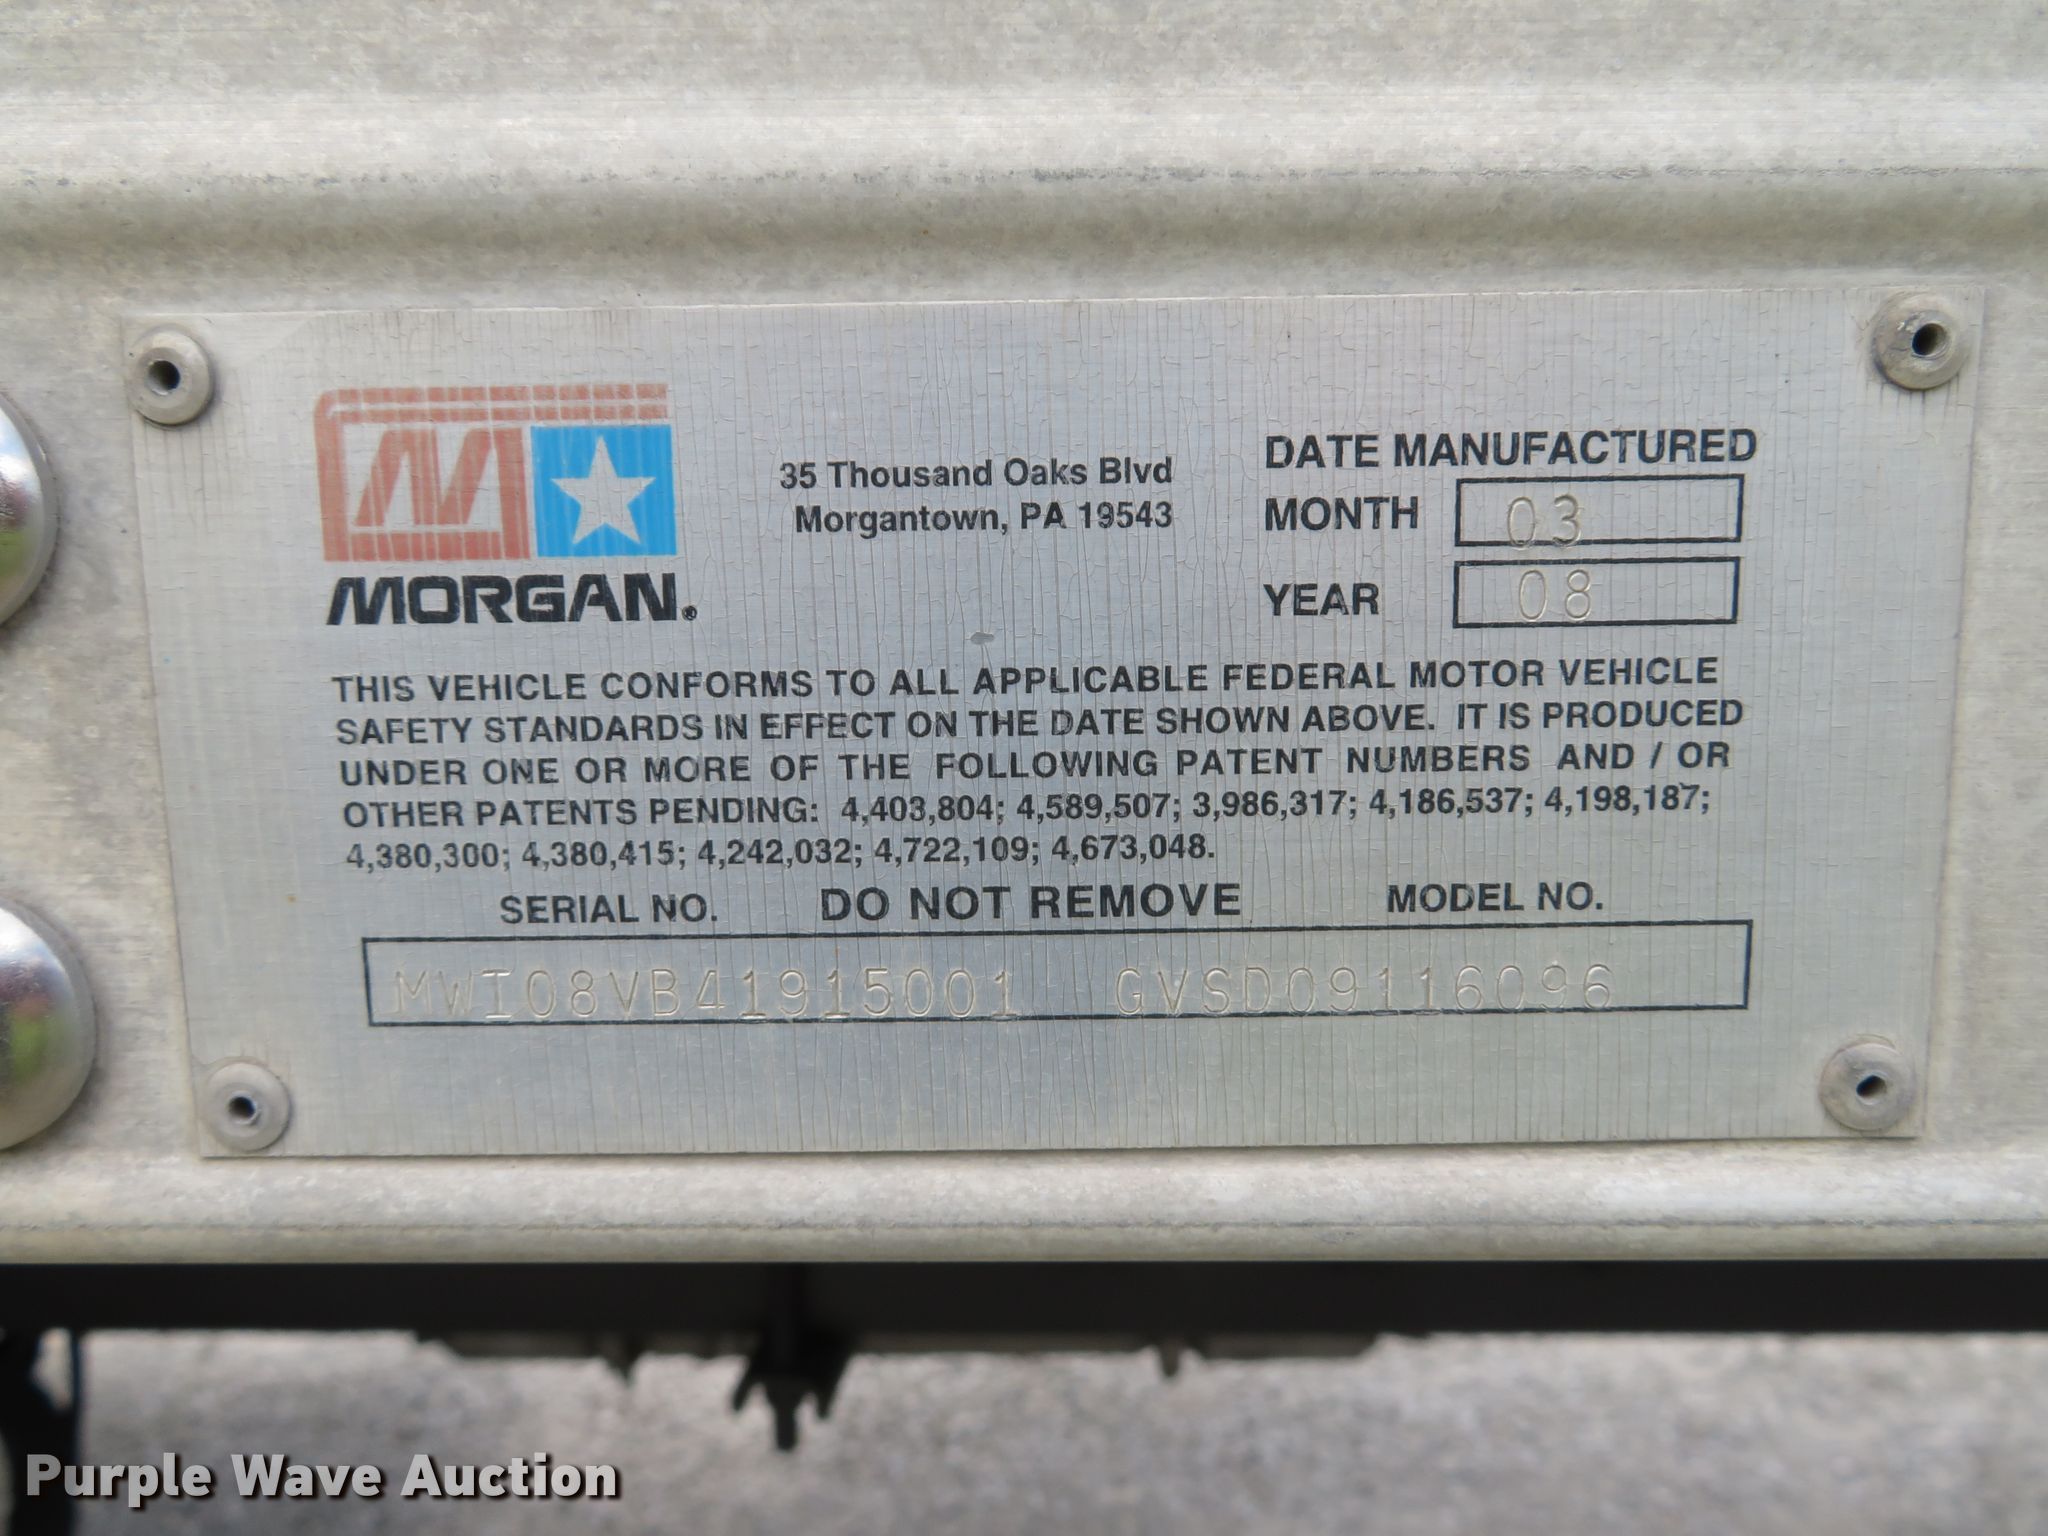 MORGAN®
35 Thousand Oaks Blvd
Morgantown, PA 19543
DATE MANUFACTURED
MONTH 03
YEAR 08
THIS VEHICLE CONFORMS TO ALL APPLICABLE FEDERAL MOTOR VEHICLE
SAFETY STANDARDS IN EFFECT ON THE DATE SHOWN ABOVE. IT IS PRODUCED
UNDER ONE OR MORE OF THE FOLLOWING PATENT NUMBERS AND / OR
OTHER PATENTS PENDING: 4,403,804; 4,589,507; 3,986,317; 4,186,537; 4,198,187;
4,380,300; 4,380,415; 4,242,032; 4,722,109; 4,673,048.
SERIAL NO. DO NOT REMOVE MODEL NO.
MWI08VB41915001 GVSD09116096
Purple Wave Auction